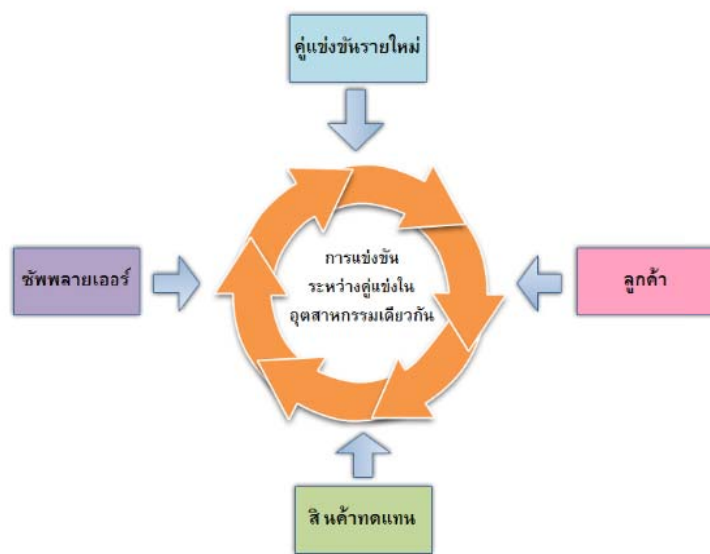 คู่แข่งขันรายใหม่
ซัพพลายเออร์
การแข่งขัน
ระหว่างคู่แข่งใน
อุตสาหกรรมเดียวกัน
ลูกค้า
สินค้าทดแทน